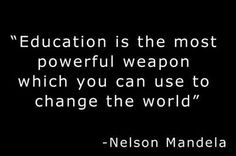 “Education is the most
powerful weapon
which you can use to
change the world”
-Nelson Mandela